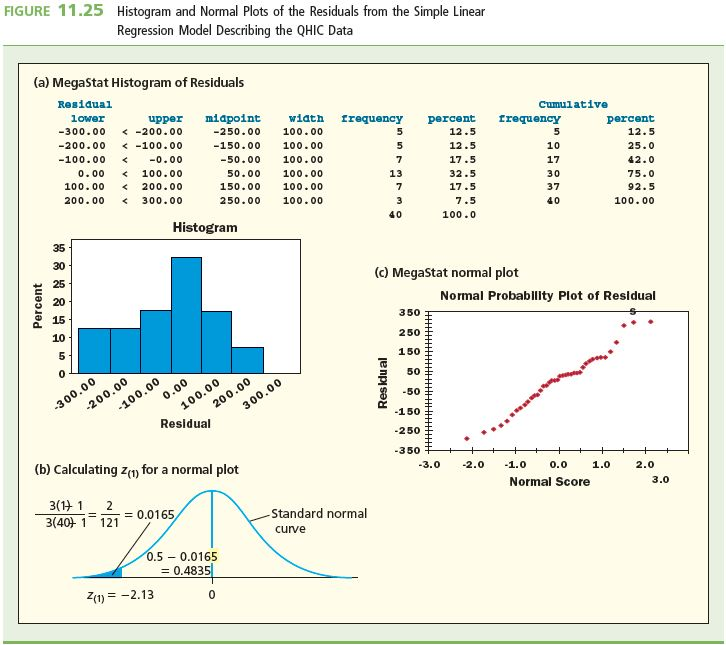 FIGURE 11.25 Histogram and Normal Plots of the Residuals from the Simple Linear
Regression Model Describing the QHIC Data
(a) MegaStat Histogram of Residuals
Residual Cumulative
lower upper midpoint width frequency percent frequency percent
-300.00 < -200.00 -250.00 100.00 5 12.5 5 12.5
-200.00 < -100.00 -150.00 100.00 5 12.5 10 25.0
-100.00 < -0.00 -50.00 100.00 7 17.5 17 42.0
0.00 < 100.00 50.00 100.00 13 32.5 30 75.0
100.00 < 200.00 150.00 100.00 7 17.5 37 92.5
200.00 < 300.00 250.00 100.00 3 7.5 40 100.00
40 100.0
Histogram
35
30
25
20
15
10
5
0
Percent
-300.00 -200.00 -100.00 0.00 100.00 200.00 300.00
Residual
(c) MegaStat normal plot
Normal Probability Plot of Residual
s
350
250
150
50
-50
-150
-250
-350
Residual
-3.0 -2.0 -1.0 0.0 1.0 2.0 3.0
Normal Score
(b) Calculating z(1) for a normal plot
3(1) - 1 / 3(40) + 1 = 2 / 121 = 0.0165
Standard normal
curve
0.5 − 0.0165
= 0.4835
z(1) = −2.13 0